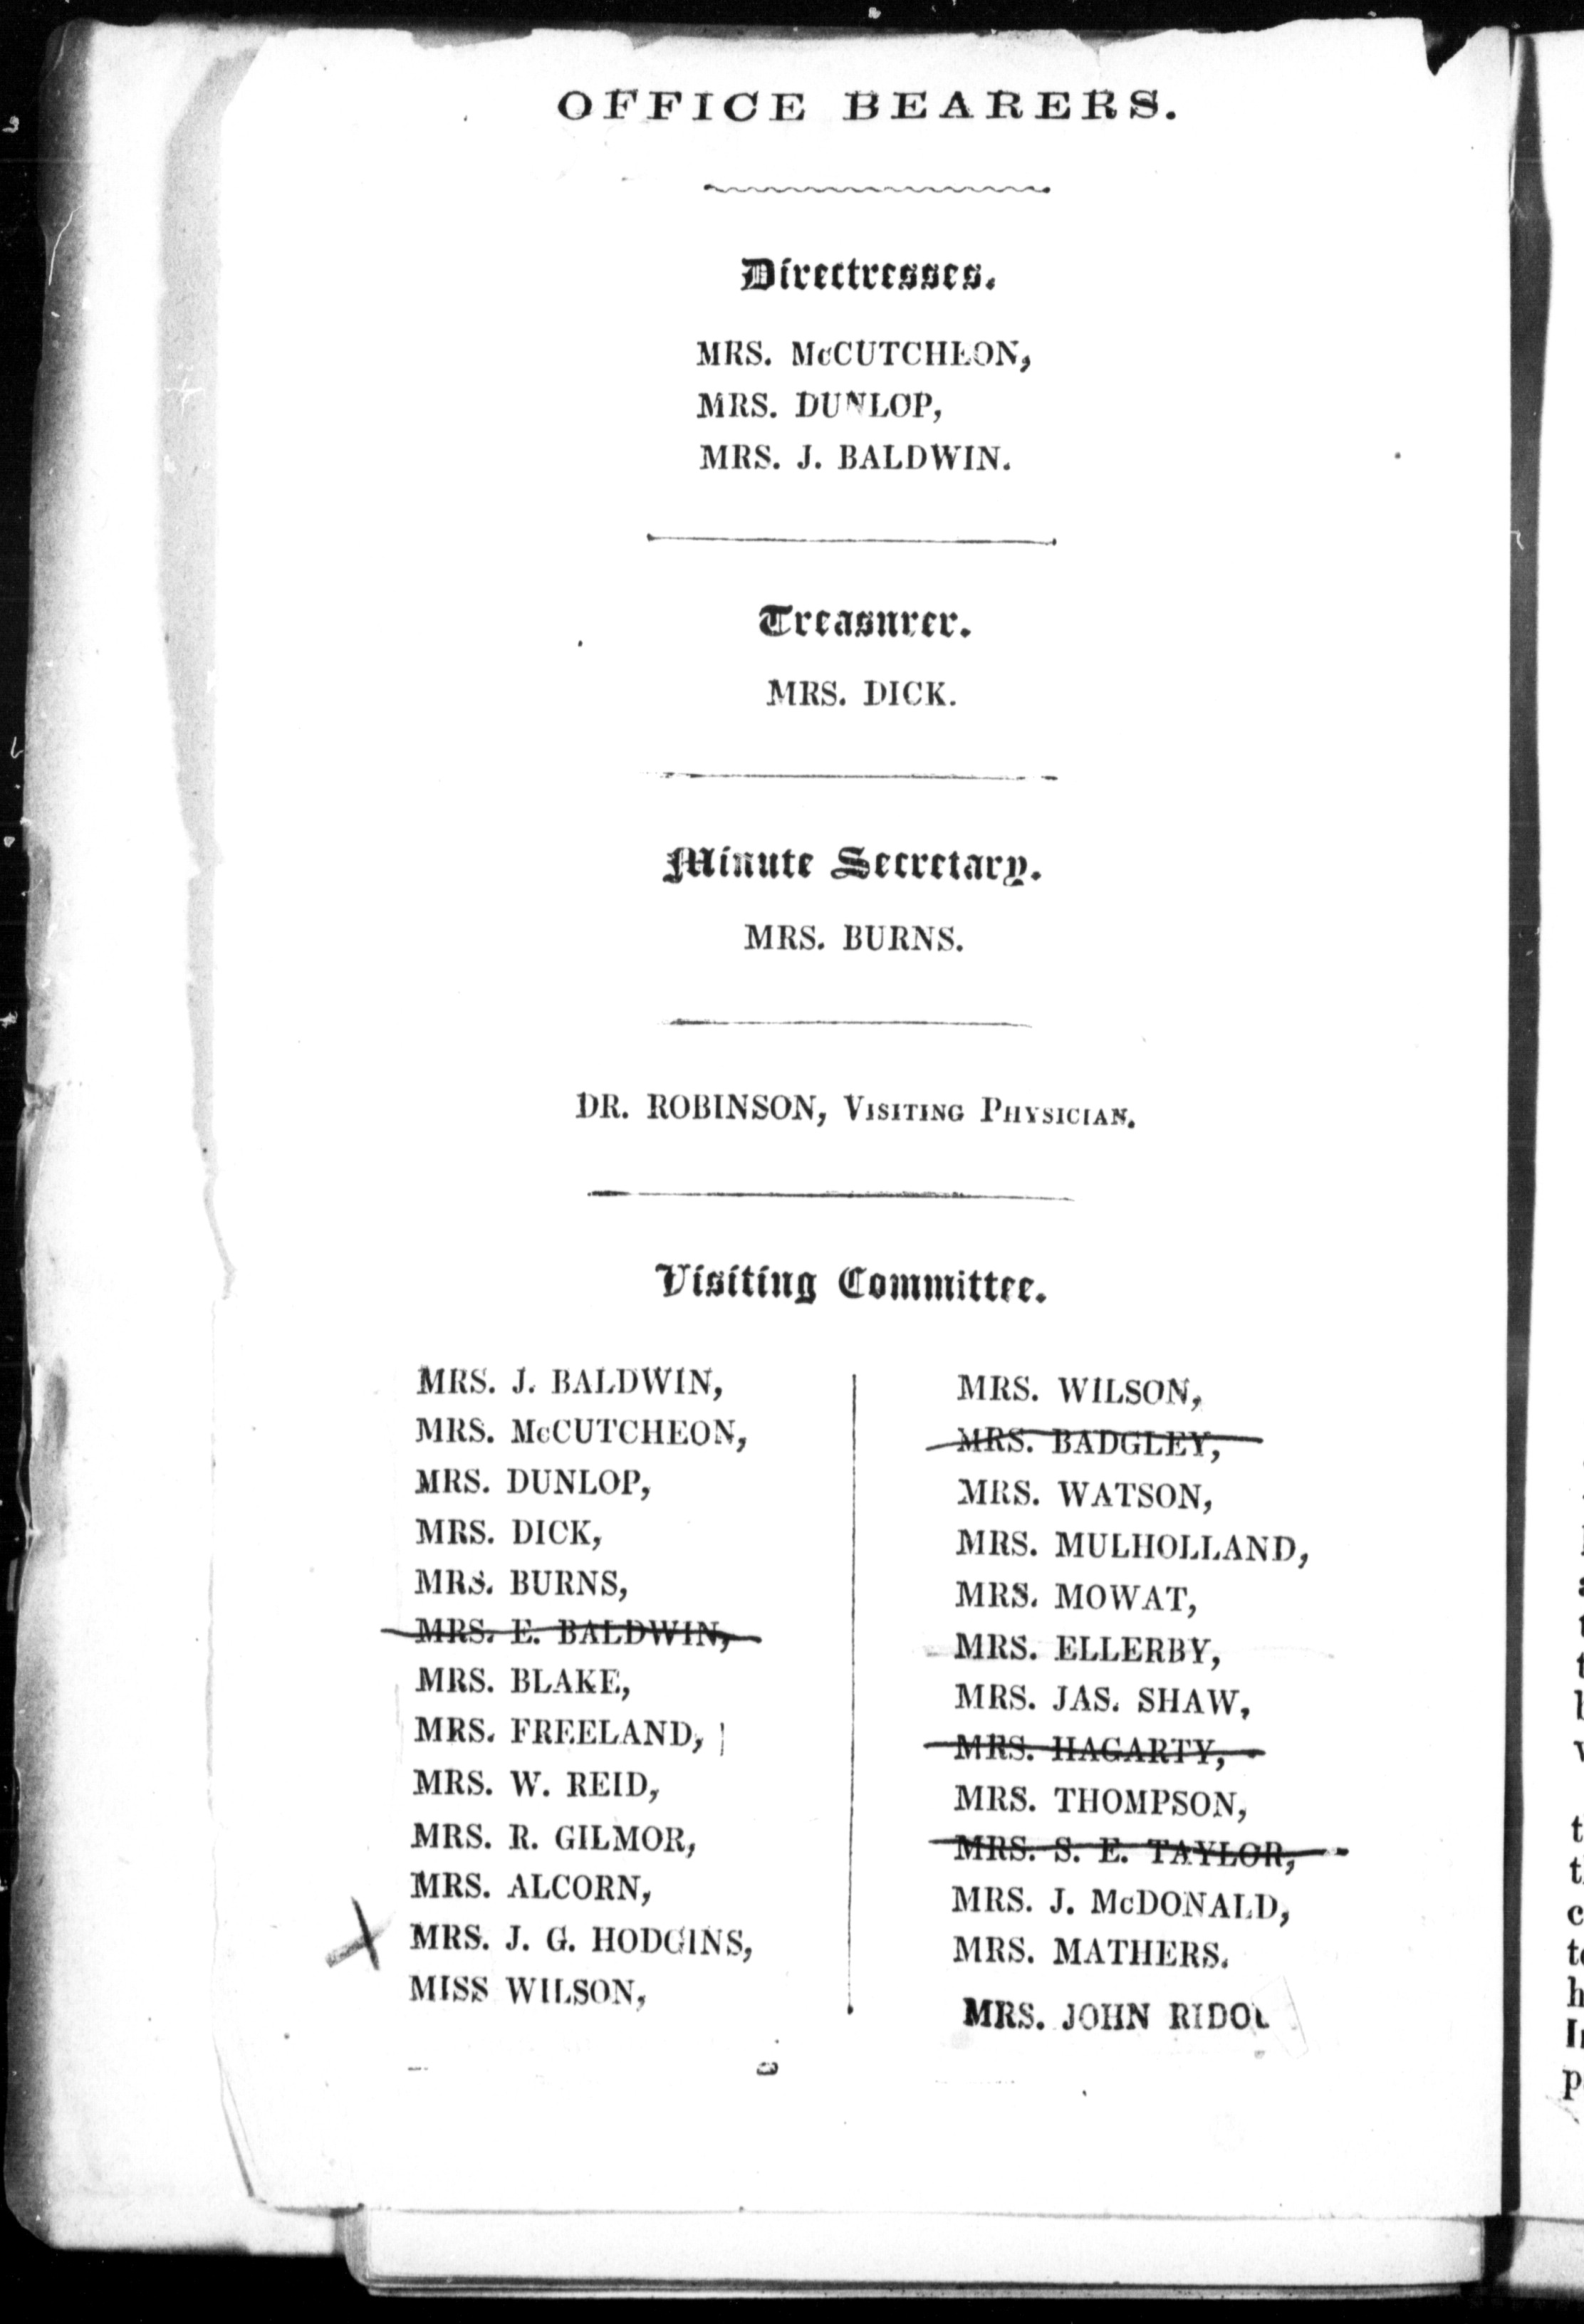 OFFICE BEARERS.
Directresses.
MRS. McCUTCHEON,
MRS. DUNLOP,
MRS. J. BALDWIN.
Treasurer.
MRS. DICK.
Minute Secretary.
MRS. BURNS.
DR. ROBINSON, VISITING PHYSICIAN.
Visiting Committee.
MRS. J. BALDWIN,
MRS. McCUTCHEON,
MRS. DUNLOP,
MRS. DICK,
MRS. BURNS,
MRS. E. BALDWIN,
MRS. BLAKE,
MRS. FREELAND,
MRS. W. REID,
MRS. R. GILMOR,
MRS. ALCORN,
MRS. J. G. HODGINS,
MISS WILSON,
MRS. WILSON,
MRS. BADGLEY,
MRS. WATSON,
MRS. MULHOLLAND,
MRS. MOWAT,
MRS. ELLERBY,
MRS. JAS. SHAW,
MRS. HAGARTY,
MRS. THOMPSON,
MRS. S. E. TAYLOR,
MRS. J. McDONALD,
MRS. MATHERS.
MRS. JOHN